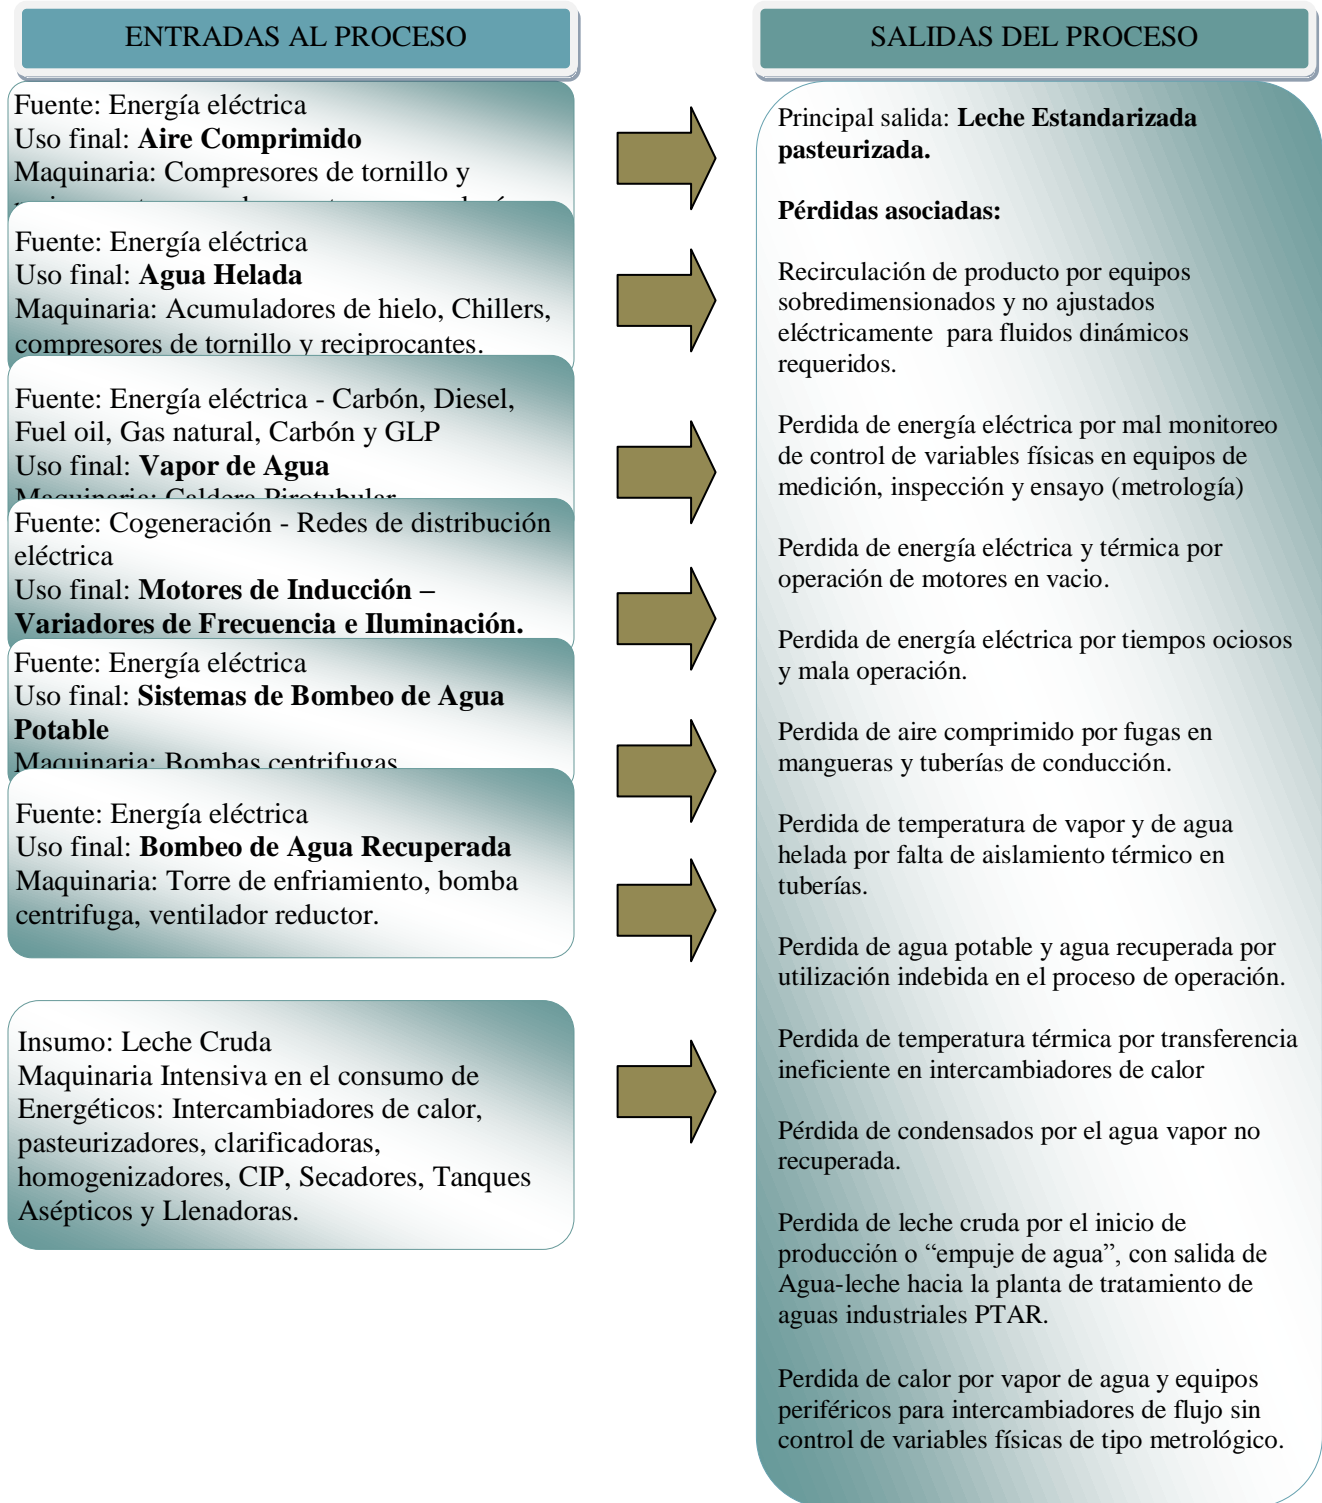 ENTRADAS AL PROCESO
Fuente: Energía eléctrica
Uso final: Aire Comprimido
Maquinaria: Compresores de tornillo y
Fuente: Energía eléctrica
Uso final: Agua Helada
Maquinaria: Acumuladores de hielo, Chillers,
compresores de tornillo y reciprocantes.
Fuente: Energía eléctrica - Carbón, Diesel,
Fuel oil, Gas natural, Carbón y GLP
Uso final: Vapor de Agua
Maquinaria: Caldera Pirotubular
Fuente: Cogeneración - Redes de distribución
eléctrica
Uso final: Motores de Inducción –
Variadores de Frecuencia e Iluminación.
Fuente: Energía eléctrica
Uso final: Sistemas de Bombeo de Agua
Potable
Maquinaria: Bombas centrifugas
Fuente: Energía eléctrica
Uso final: Bombeo de Agua Recuperada
Maquinaria: Torre de enfriamiento, bomba
centrifuga, ventilador reductor.
Insumo: Leche Cruda
Maquinaria Intensiva en el consumo de
Energéticos: Intercambiadores de calor,
pasteurizadores, clarificadoras,
homogenizadores, CIP, Secadores, Tanques
Asépticos y Llenadoras.
SALIDAS DEL PROCESO
Principal salida: Leche Estandarizada
pasteurizada.
Pérdidas asociadas:
Recirculación de producto por equipos
sobredimensionados y no ajustados
eléctricamente  para fluidos dinámicos
requeridos.
Perdida de energía eléctrica por mal monitoreo
de control de variables físicas en equipos de
medición, inspección y ensayo (metrología)
Perdida de energía eléctrica y térmica por
operación de motores en vacio.
Perdida de energía eléctrica por tiempos ociosos
y mala operación.
Perdida de aire comprimido por fugas en
mangueras y tuberías de conducción.
Perdida de temperatura de vapor y de agua
helada por falta de aislamiento térmico en
tuberías.
Perdida de agua potable y agua recuperada por
utilización indebida en el proceso de operación.
Perdida de temperatura térmica por transferencia
ineficiente en intercambiadores de calor
Pérdida de condensados por el agua vapor no
recuperada.
Perdida de leche cruda por el inicio de
producción o “empuje de agua”, con salida de
Agua-leche hacia la planta de tratamiento de
aguas industriales PTAR.
Perdida de calor por vapor de agua y equipos
periféricos para intercambiadores de flujo sin
control de variables físicas de tipo metrológico.